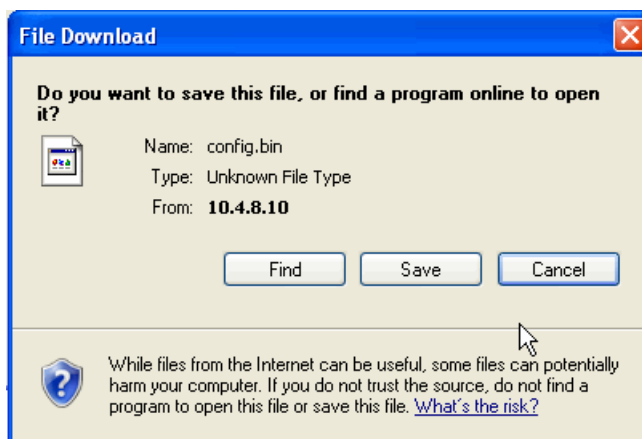 File Download
Do you want to save this file, or find a program online to open
it?
Name: config.bin
Type: Unknown File Type
From: 10.4.8.10
Find Save Cancel
While files from the Internet can be useful, some files can potentially
harm your computer. If you do not trust the source, do not find a
program to open this file or save this file. What's the risk?